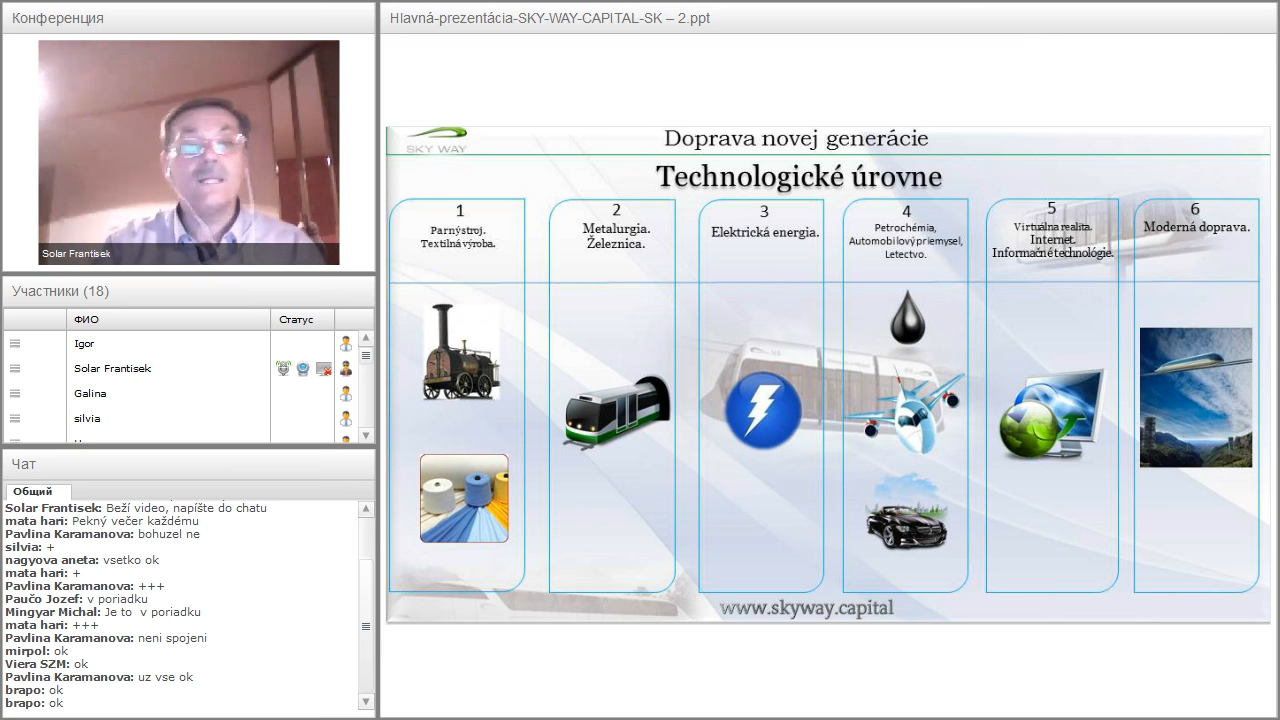 Конференция
Solar Frantisek
Участники (18)
ФИО
Статус
Igor
Solar Frantisek
Galina
silvia
Чат
Общий
Solar Frantisek: Beží video, napíšte do chatu
mata hari: Pekný večer každému
Pavlina Karamanova: bohuzel ne
silvia: +
nagyova aneta: vsetko ok
mata hari: +
Pavlina Karamanova: +++
Paučo Jozef: v poriadku
Mingyar Michal: Je to v poriadku
mata hari: +++
Pavlina Karamanova: neni spojeni
mirpol: ok
Viera SZM: ok
Pavlina Karamanova: uz vse ok
brapo: ok
brapo: ok
Hlavná-prezentácia-SKY-WAY-CAPITAL-SK – 2.ppt
SKY WAY
Doprava novej generácie
Technologické úrovne
1
Parný stroj.
Textilná výroba.
2
Metalurgia.
Železnica.
3
Elektrická energia.
4
Petrochémia,
Automobilový priemysel,
Letectvo.
5
Virtuálna realita.
Internet.
Informačné technológie.
6
Moderná doprava.
www.skyway.capital